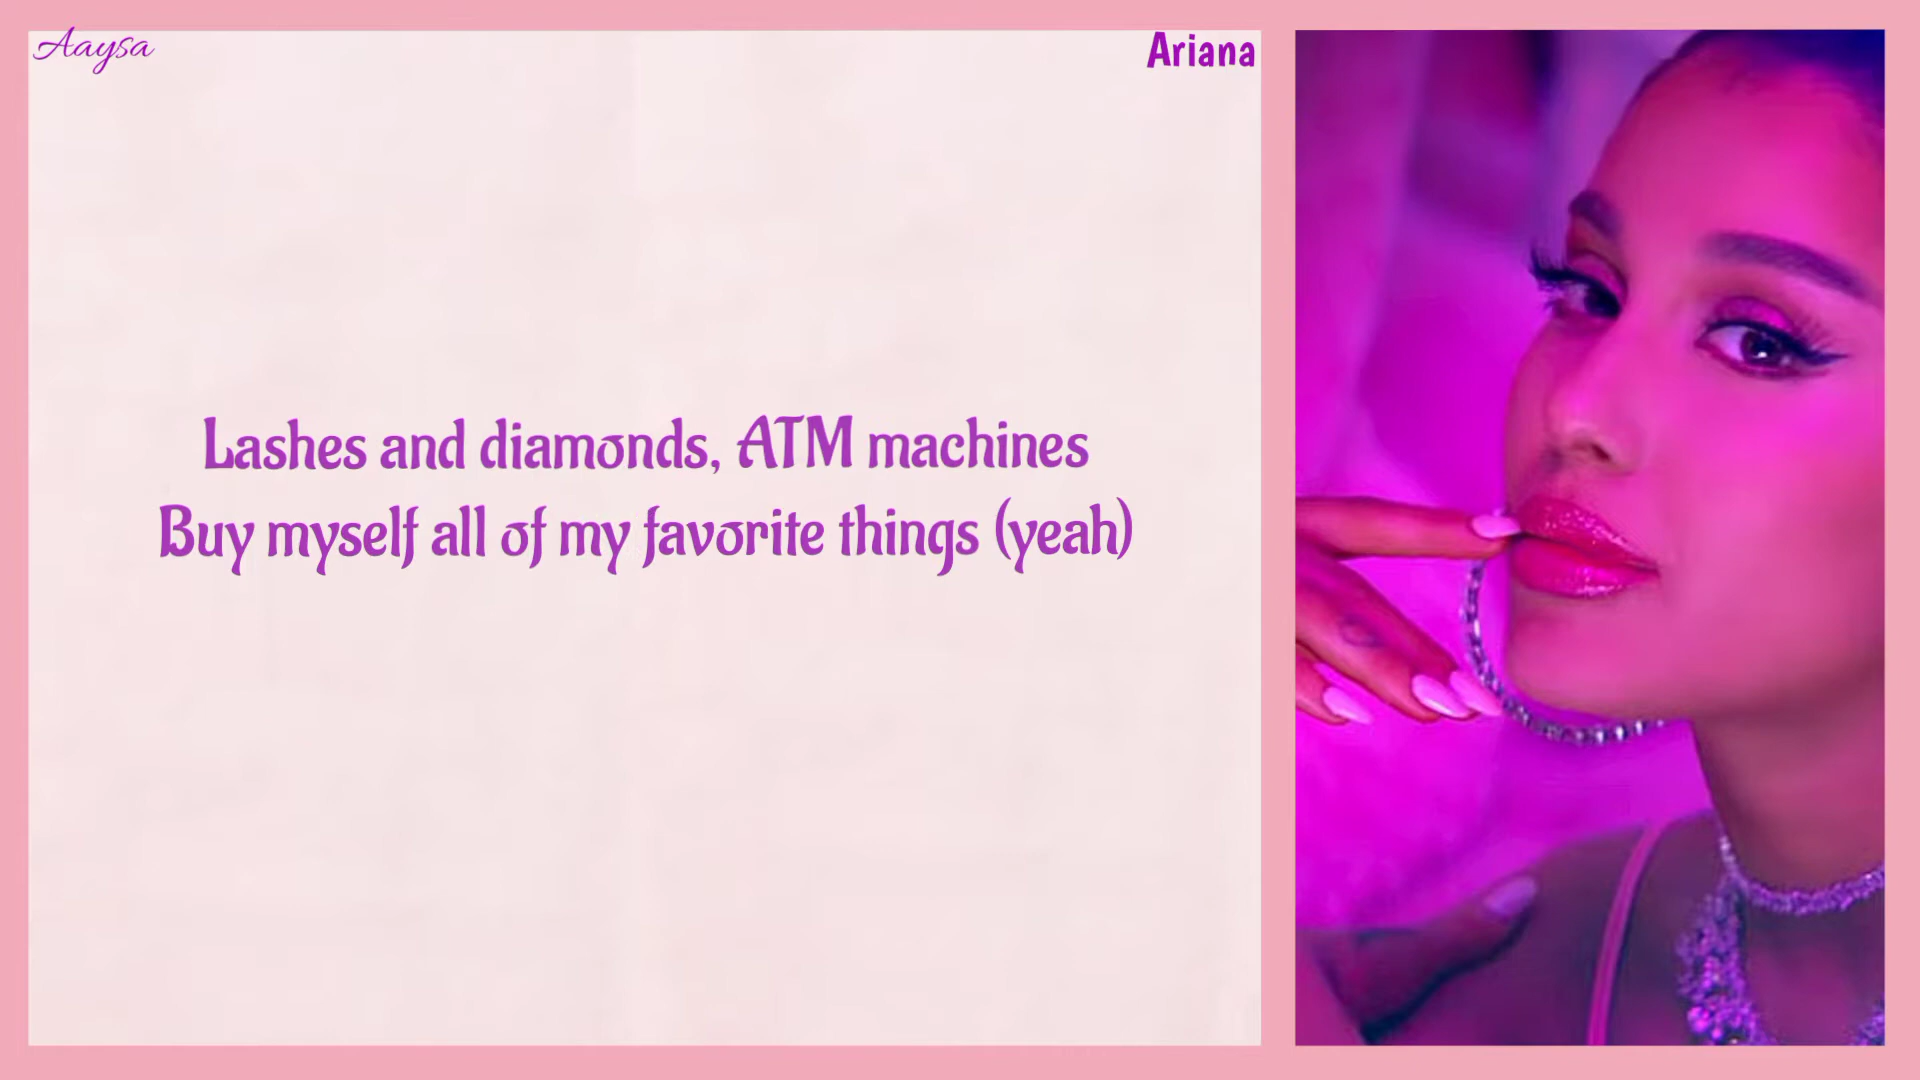 Aaysa
Ariana
Lashes and diamonds, ATM machines
Buy myself all of my favorite things (yeah)